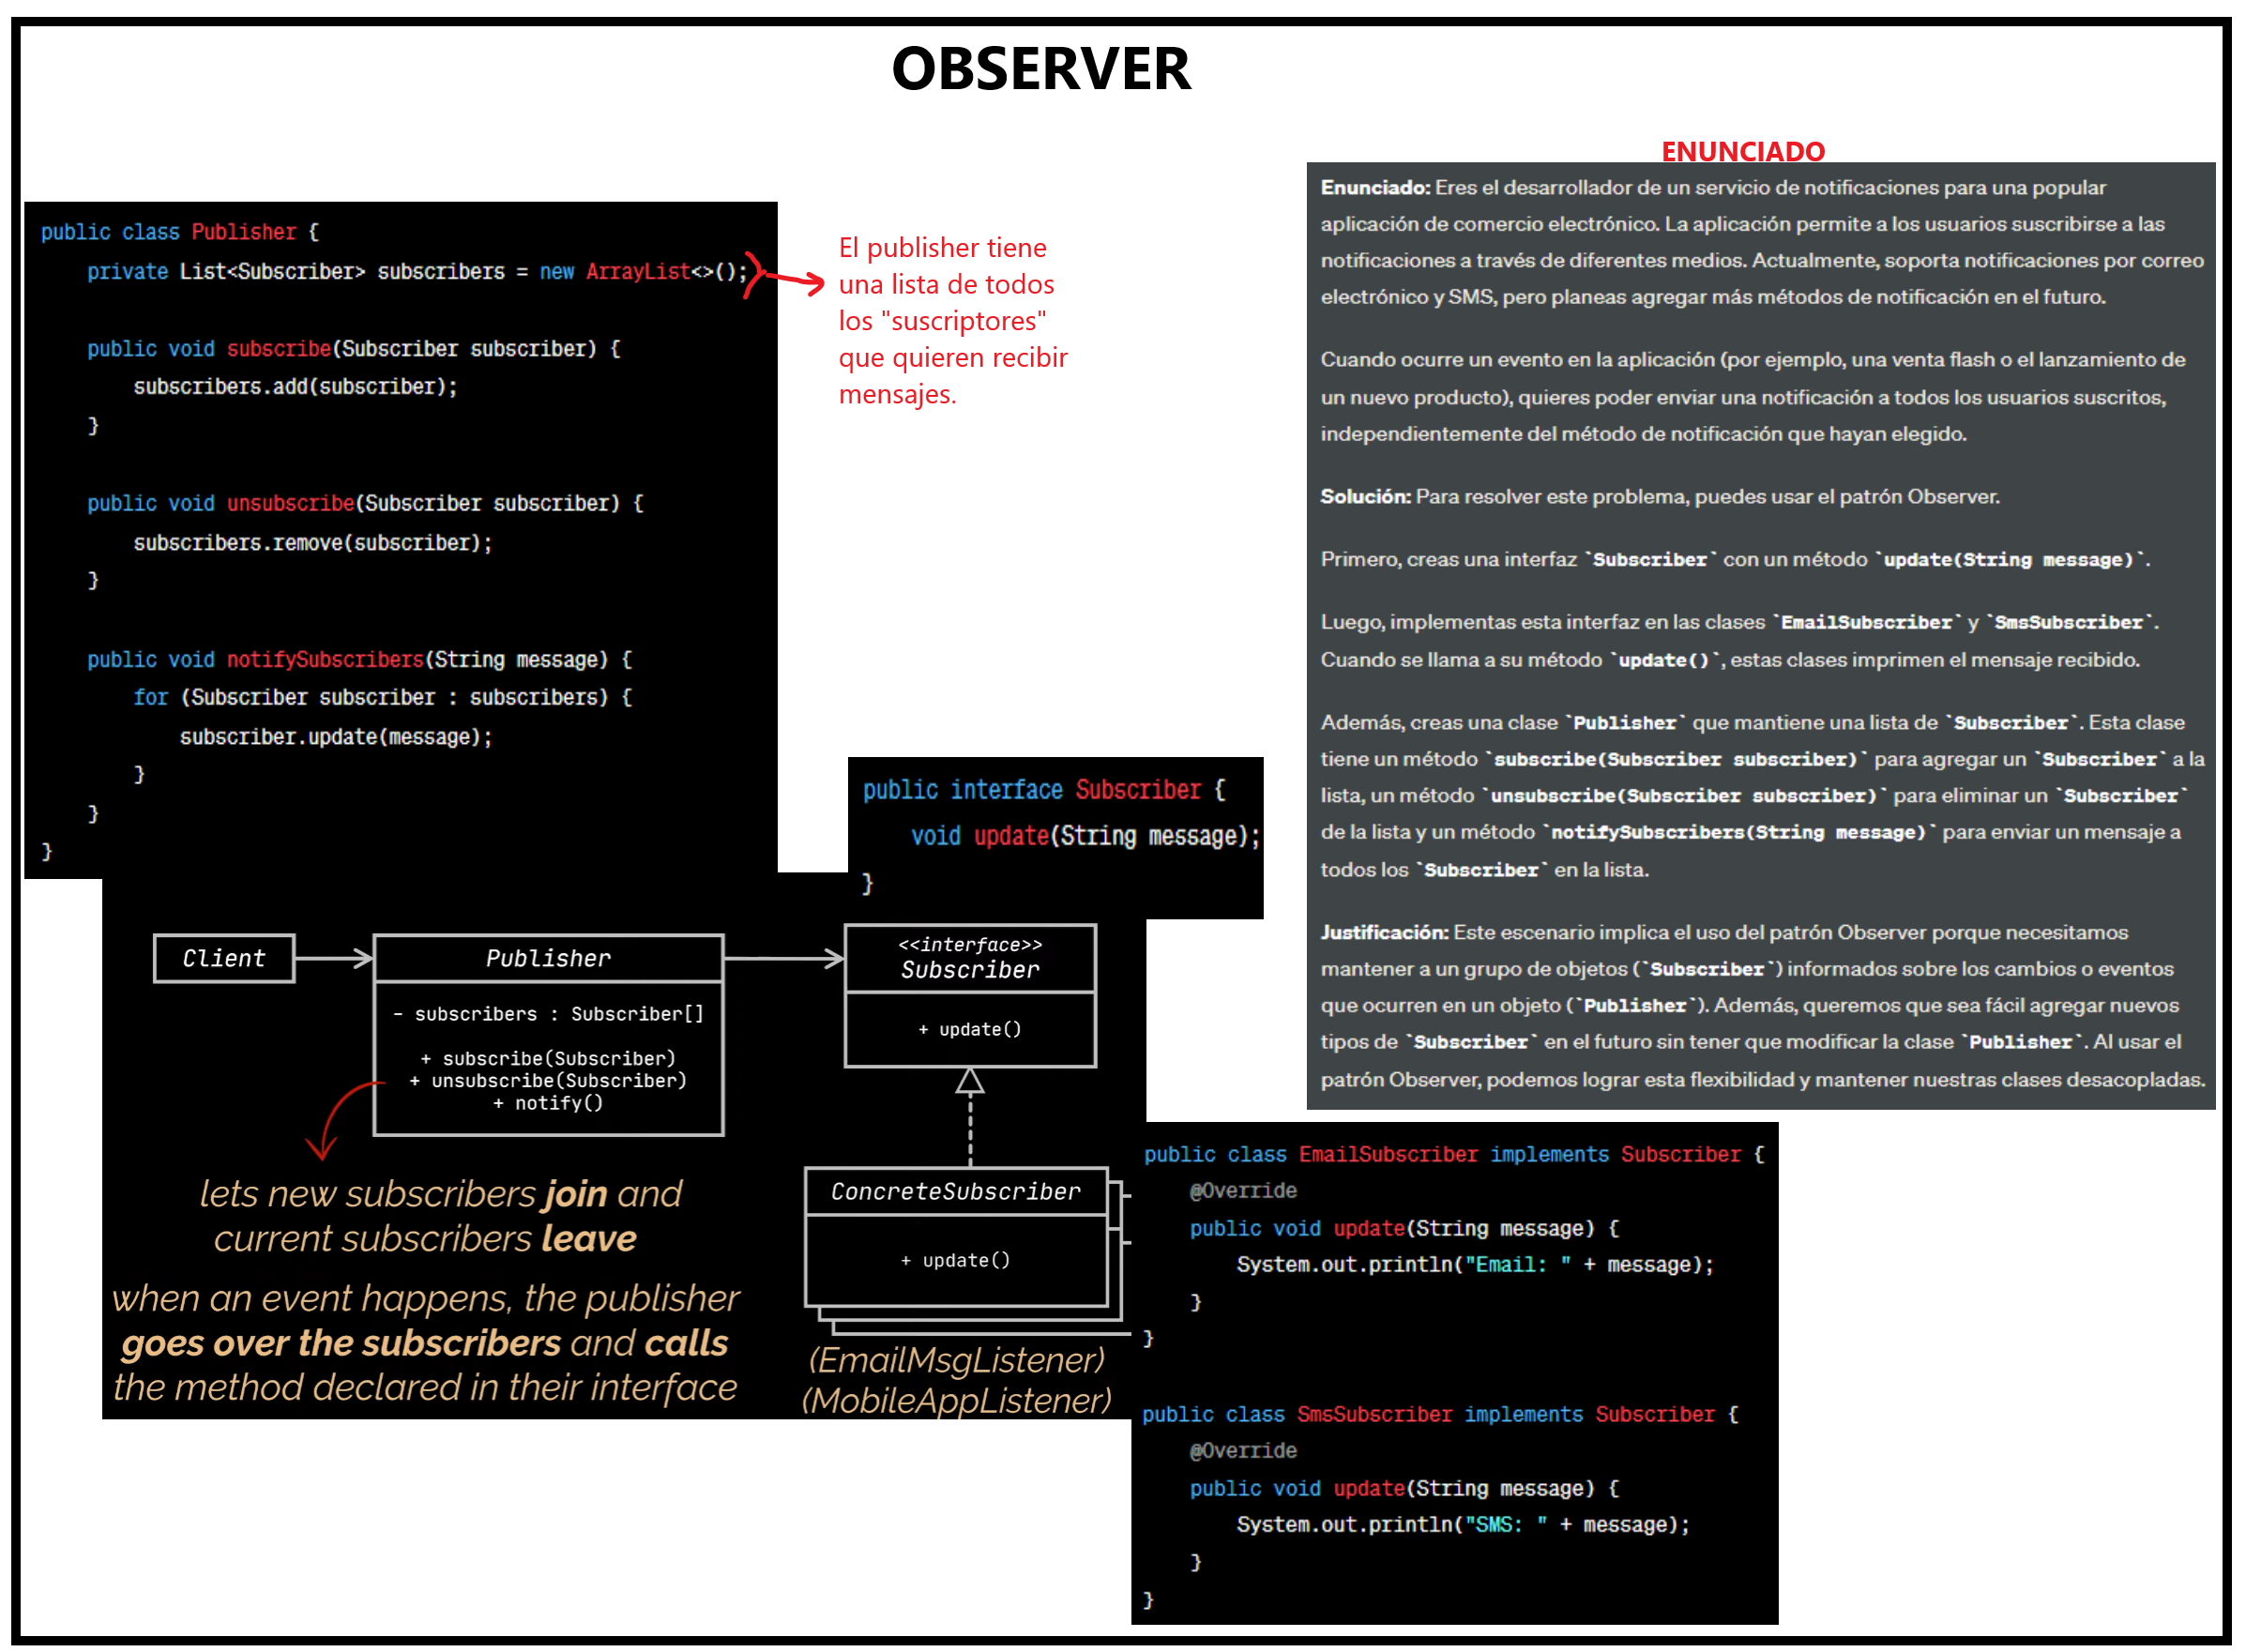 OBSERVER
public class Publisher {
private List<Subscriber> subscribers = new ArrayList<>();
public void subscribe(Subscriber subscriber) {
subscribers.add(subscriber);
}
public void unsubscribe(Subscriber subscriber) {
subscribers.remove(subscriber);
}
public void notifySubscribers(String message) {
for (Subscriber subscriber : subscribers) {
subscriber.update(message);
}
}
}
El publisher tiene
una lista de todos
los "suscriptores"
que quieren recibir
mensajes.
ENUNCIADO
Enunciado: Eres el desarrollador de un servicio de notificaciones para una popular
aplicación de comercio electrónico. La aplicación permite a los usuarios suscribirse a las
notificaciones a través de diferentes medios. Actualmente, soporta notificaciones por correo
electrónico y SMS, pero planeas agregar más métodos de notificación en el futuro.
Cuando ocurre un evento en la aplicación (por ejemplo, una venta flash o el lanzamiento de
un nuevo producto), quieres poder enviar una notificación a todos los usuarios suscritos,
independientemente del método de notificación que hayan elegido.
Solución: Para resolver este problema, puedes usar el patrón Observer.
Primero, creas una interfaz `Subscriber` con un método `update(String message)`.
Luego, implementas esta interfaz en las clases `EmailSubscriber` y `SmsSubscriber`.
Cuando se llama a su método `update()`, estas clases imprimen el mensaje recibido.
Además, creas una clase `Publisher` que mantiene una lista de `Subscriber`. Esta clase
tiene un método `subscribe(Subscriber subscriber)` para agregar un `Subscriber` a la
lista, un método `unsubscribe(Subscriber subscriber)` para eliminar un `Subscriber`
de la lista y un método `notifySubscribers(String message)` para enviar un mensaje a
todos los `Subscriber` en la lista.
Justificación: Este escenario implica el uso del patrón Observer porque necesitamos
mantener a un grupo de objetos (`Subscriber`) informados sobre los cambios o eventos
que ocurren en un objeto (`Publisher`). Además, queremos que sea fácil agregar nuevos
tipos de `Subscriber` en el futuro sin tener que modificar la clase `Publisher`. Al usar el
patrón Observer, podemos lograr esta flexibilidad y mantener nuestras clases desacopladas.
public interface Subscriber {
void update(String message);
}
Client
Publisher
- subscribers : Subscriber[]
+ subscribe(Subscriber)
+ unsubscribe(Subscriber)
+ notify()
<<interface>>
Subscriber
+ update()
ConcreteSubscriber
+ update()
(EmailMsgListener)
(MobileAppListener)
lets new subscribers join and
current subscribers leave
when an event happens, the publisher
goes over the subscribers and calls
the method declared in their interface
public class EmailSubscriber implements Subscriber {
@Override
public void update(String message) {
System.out.println("Email: " + message);
}
}
public class SmsSubscriber implements Subscriber {
@Override
public void update(String message) {
System.out.println("SMS: " + message);
}
}